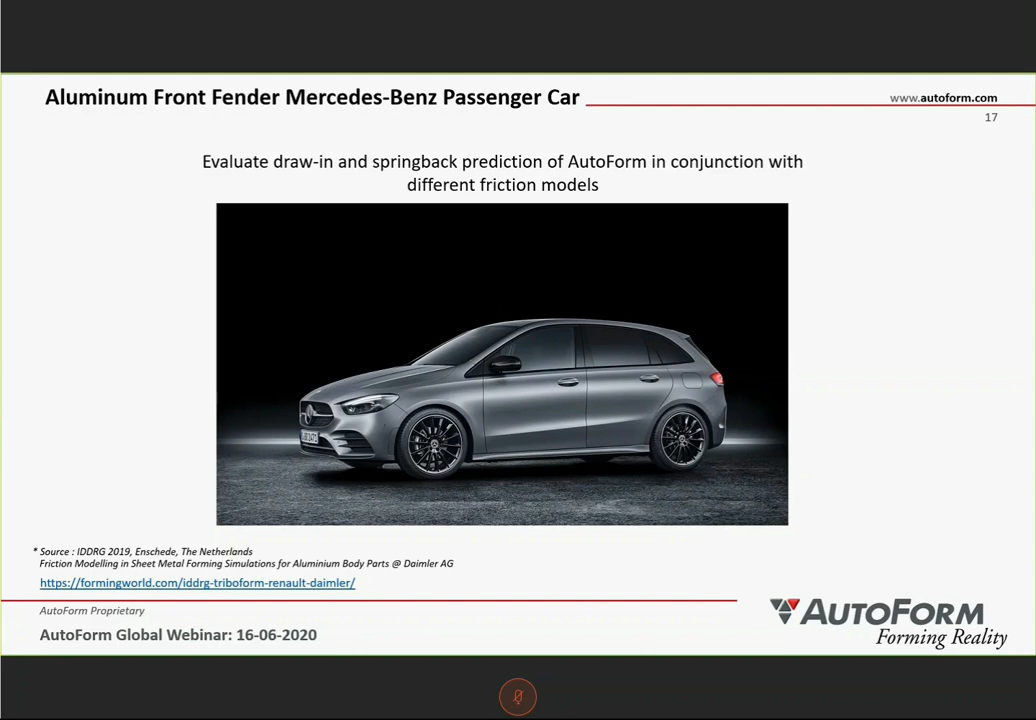 Aluminum Front Fender Mercedes-Benz Passenger Car
www.autoform.com
17
Evaluate draw-in and springback prediction of AutoForm in conjunction with
different friction models
* Source : IDDRG 2019, Enschede, The Netherlands
Friction Modelling in Sheet Metal Forming Simulations for Aluminium Body Parts @ Daimler AG
https://formingworld.com/iddrg-triboform-renault-daimler/
AutoForm Proprietary
AutoForm Global Webinar: 16-06-2020
AUTOFORM
Forming Reality